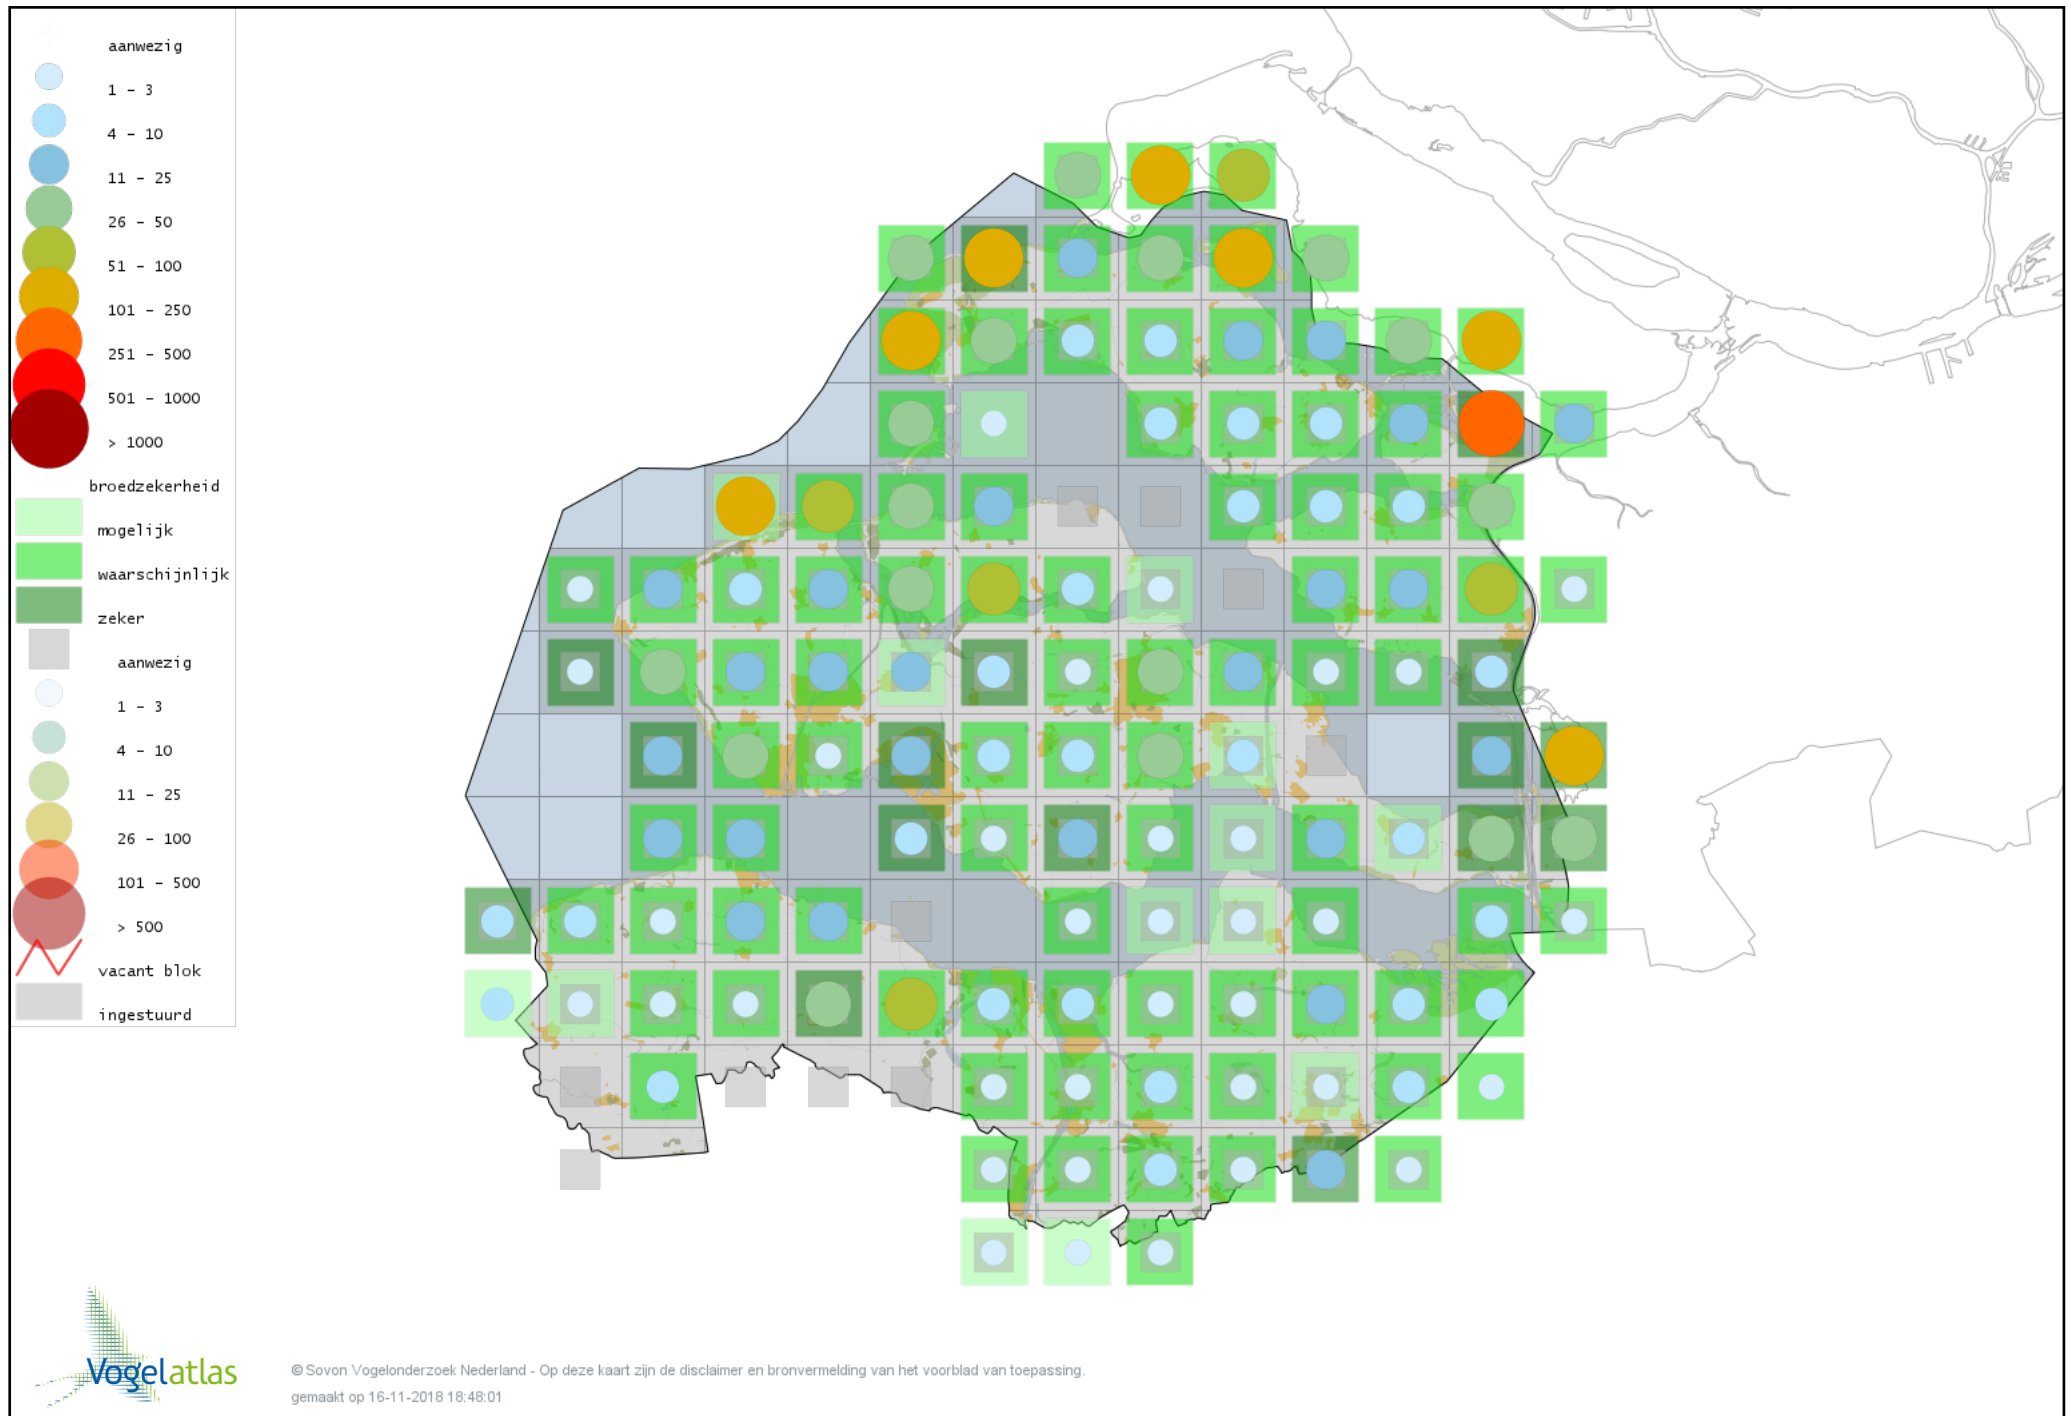 aanwezig
1 - 3
4 - 10
11 - 25
26 - 50
51 - 100
101 - 250
251 - 500
501 - 1000
> 1000
broedzekerheid
mogelijk
waarschijnlijk
zeker
aanwezig
1 - 3
4 - 10
11 - 25
26 - 100
101 - 500
> 500
vacant blok
ingestuurd
Vogelatlas
© Sovon Vogelonderzoek Nederland - Op deze kaart zijn de disclaimer en bronvermelding van het voorblad van toepassing.
gemaakt op 16-11-2018 18:48:01